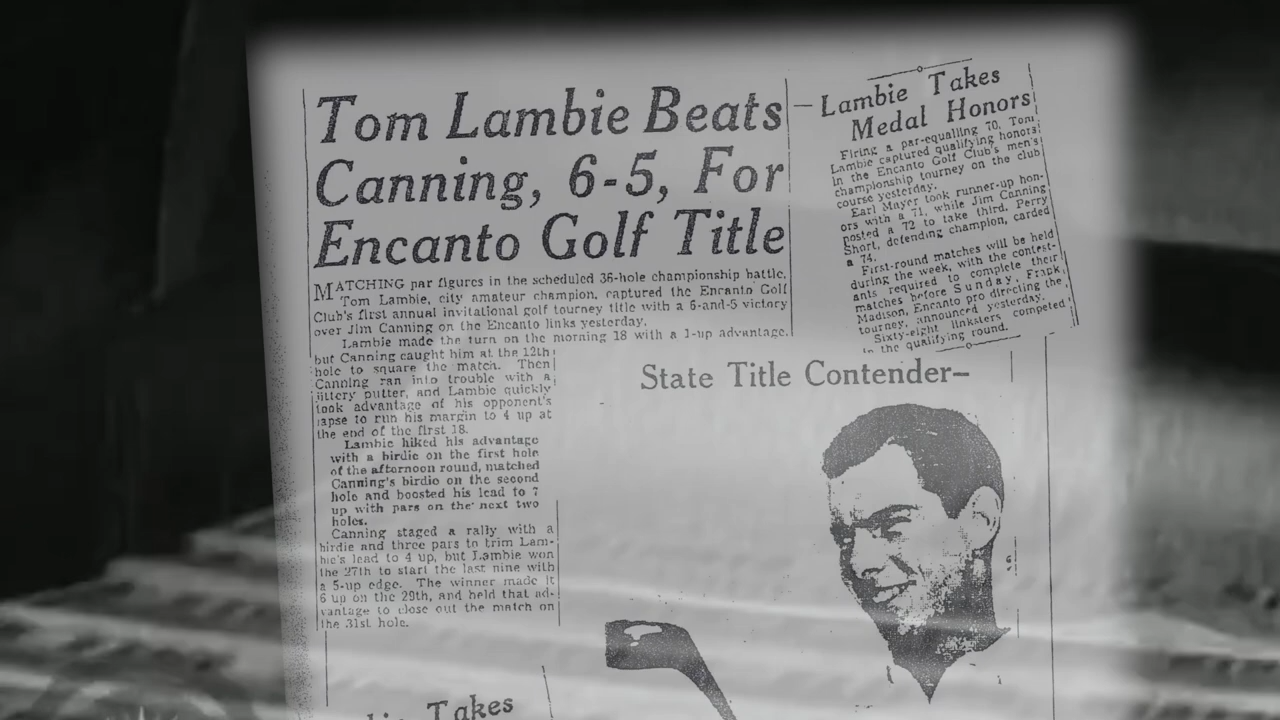 Tom Lambie Beats
Canning, 6-5, For
Encanto Golf Title
MATCHING par figures in the scheduled 36-hole championship battle,
Tom Lambie, city amateur champion, captured the Encanto Golf
Club's first annual invitational golf tourney title with a 6-and-5 victory
over Jim Canning on the Encanto links yesterday.
Lambie made the turn on the morning 18 with a 1-up advantage,
but Canning caught him at the 12th
hole to square the match. Then
Canning ran into trouble with a
jittery putter, and Lambie quickly
took advantage of his opponent's
lapse to run his margin to 4 up at
the end of the first 18.
Lambie hiked his advantage
with a birdie on the first hole
of the afternoon round, matched
Canning's birdie on the second
hole and boosted his lead to 7
up with pars on the next two
holes.
Canning staged a rally with a
birdie and three pars to trim Lam-
bie's lead to 4 up, but Lambie won
the 27th to start the last nine with
a 5-up edge. The winner made it
6 up on the 29th, and held that ad-
vantage to close out the match on
the 31st hole.
—Lambie Takes
Medal Honors
Firing a par-equalling 70, Tom
Lambie captured qualifying honors
in the Encanto Golf Club's men's
championship tourney on the club
course yesterday.
Earl Mayer took runner-up hon-
ors with a 71, while Jim Canning
posted a 72 to take third. Perry
Short, defending champion, carded
a 74.
First-round matches will be held
during the week, with the contest-
ants required to complete their
matches before Sunday, Frank
Madison, Encanto pro directing the
tourney, announced yesterday.
Sixty-eight linksters competed
in the qualifying round.
State Title Contender—
Takes